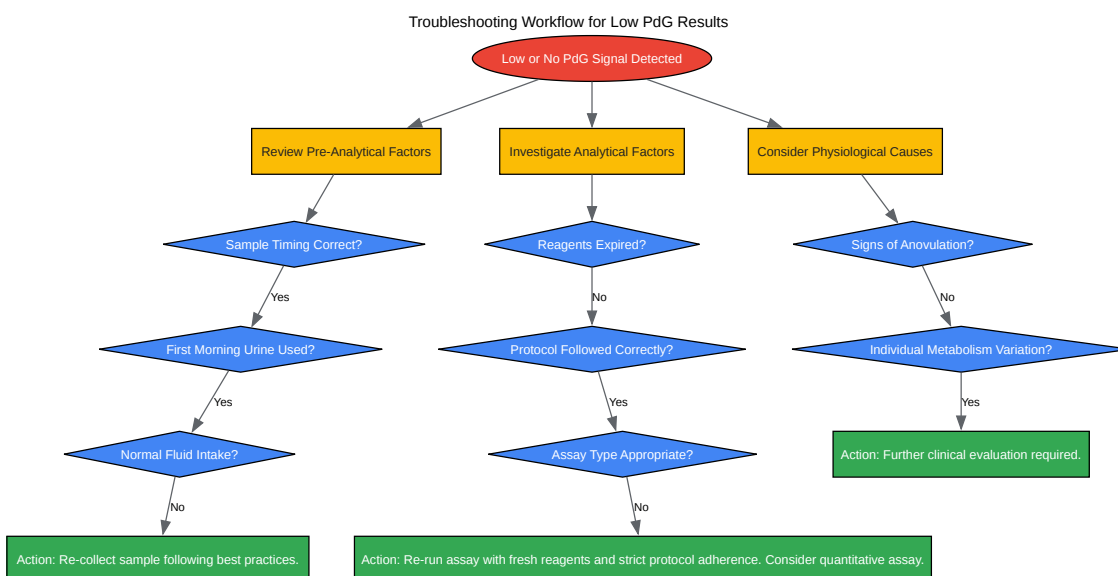 Troubleshooting Workflow for Low PdG Results
Low or No PdG Signal Detected
Review Pre-Analytical Factors
Investigate Analytical Factors
Consider Physiological Causes
Sample Timing Correct?
Reagents Expired?
Signs of Anovulation?
Yes
No
No
First Morning Urine Used?
Protocol Followed Correctly?
Individual Metabolism Variation?
Yes
Yes
Yes
Normal Fluid Intake?
Assay Type Appropriate?
Action: Further clinical evaluation required.
No
No
Action: Re-collect sample following best practices.
Action: Re-run assay with fresh reagents and strict protocol adherence. Consider quantitative assay.